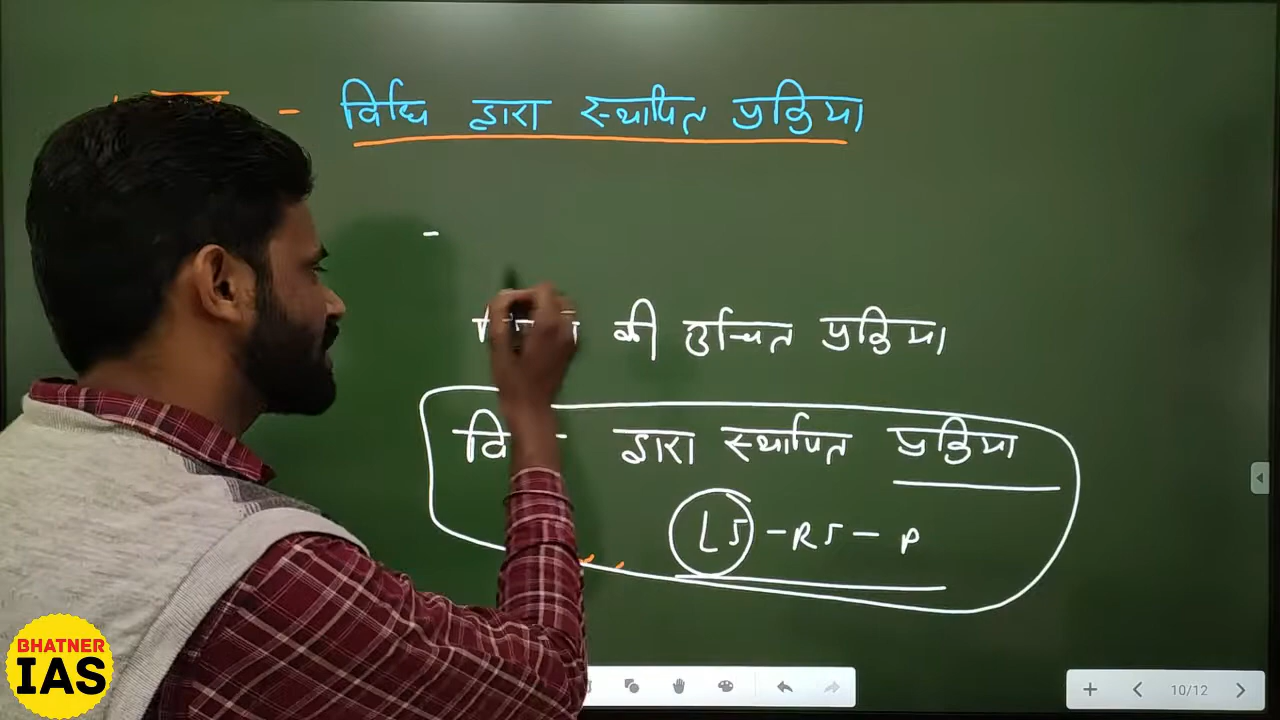 - विधि द्वारा स्थापित प्रक्रिया
-
की उचित प्रक्रिया
द्वारा स्थापित प्रक्रिया
LS - RS - P
BHATNER
IAS
10/12